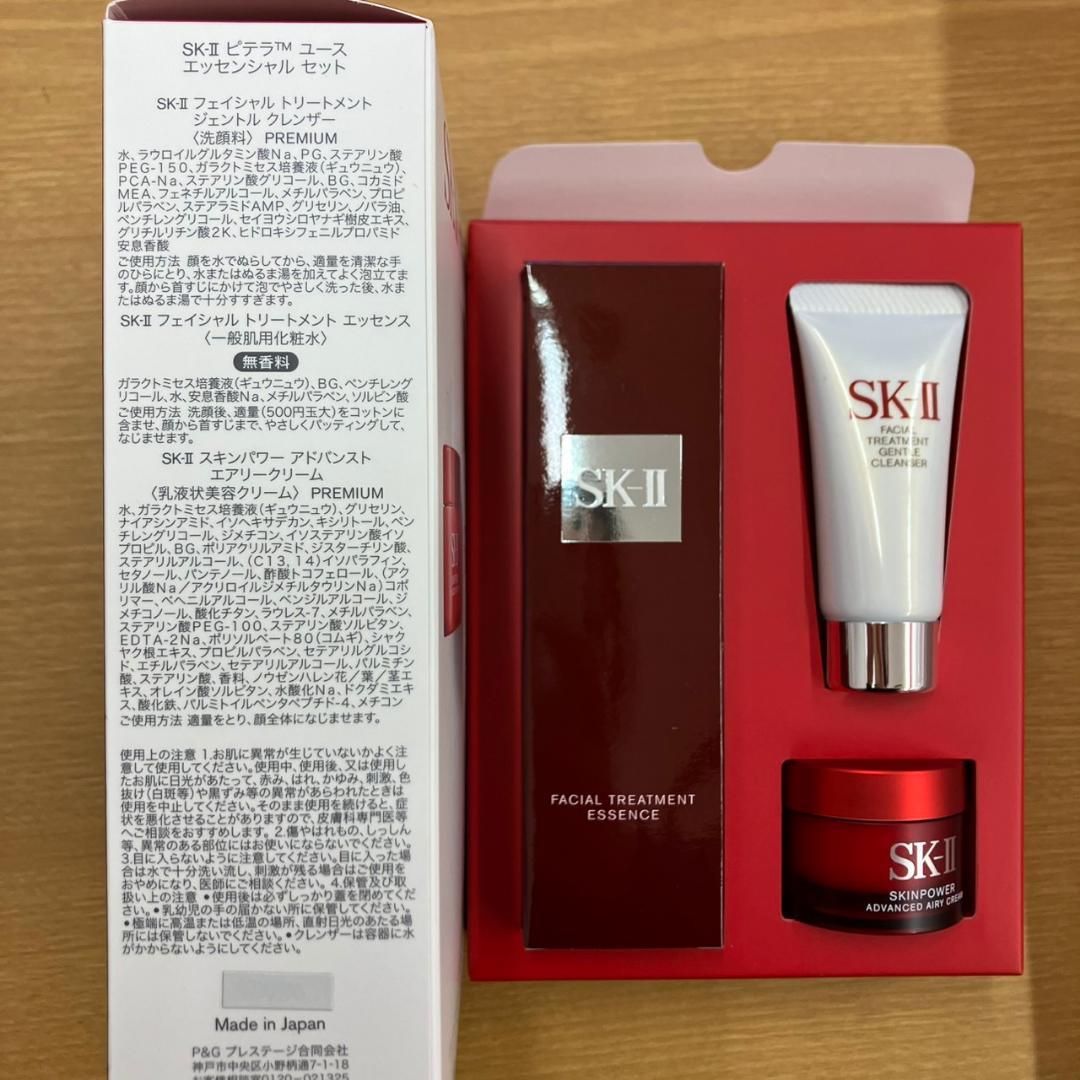 SK-II ピテラ™ ユース
エッセンシャル セット
SK-II フェイシャル トリートメント
ジェントル クレンザー
〈洗顔料〉 PREMIUM
水、ラウロイルグルタミン酸Na、PG、ステアリン酸
PEG-150、ガラクトミセス培養液(ギュウニュウ)、
PCA-Na、ステアリン酸グリコール、BG、コカミド
MEA、フェネチルアルコール、メチルパラベン、プロピ
ルパラベン、ステアラミドAMP、グリセリン、ノバラ油、
ペンチレングリコール、セイヨウシロヤナギ樹皮エキス、
グリチルリチン酸2K、ヒドロキシフェニルプロパミド
安息香酸
ご使用方法 顔を水でぬらしてから、適量を清潔な手
のひらにとり、水またはぬるま湯を加えてよく泡立てま
す。顔から首すじにかけて泡でやさしく洗った後、水ま
たはぬるま湯で十分すすぎます。
SK-II フェイシャル トリートメント エッセンス
〈一般肌用化粧水〉
無香料
ガラクトミセス培養液(ギュウニュウ)、BG、ペンチレング
リコール、水、安息香酸Na、メチルパラベン、ソルビン酸
ご使用方法 洗顔後、適量(500円玉大)をコットンに
含ませ、顔から首すじまで、やさしくパッティングして、
なじませます。
SK-II スキンパワー アドバンスト
エアリークリーム
〈乳液状美容クリーム〉 PREMIUM
水、ガラクトミセス培養液(ギュウニュウ)、グリセリン、
ナイアシンアミド、イソヘキサデカン、キシリトール、ペン
チレングリコール、ジメチコン、イソステアリン酸イソ
プロピル、BG、ポリアクリルアミド、ジスターチリン酸、
ステアリルアルコール、(C13, 14)イソパラフィン、
セタノール、パンテノール、酢酸トコフェロール、(アク
リル酸Na/アクリロイルジメチルタウリンNa)コポ
リマー、ベヘニルアルコール、ベンジルアルコール、ジ
メチコノール、酸化チタン、ラウレス-7、メチルパラベン、
ステアリン酸PEG-100、ステアリン酸ソルビタン、
EDTA-2Na、ポリソルベート80(コムギ)、シャク
ヤク根エキス、プロピルパラベン、セテアリルグルコシ
ド、エチルパラベン、セテアリルアルコール、パルミチン
酸、ステアリン酸、香料、ノウゼンハレン花/葉/茎エ
キス、オレイン酸ソルビタン、水酸化Na、ドクダミエキ
ス、酸化鉄、パルミトイルペンタペプチド-4、メチコン
ご使用方法 適量をとり、顔全体になじませます。
使用上の注意 1.お肌に異常が生じていないかよく注
意して使用してください。使用中、使用後、又は使用し
たお肌に日光があたって、赤み、はれ、かゆみ、刺激、色
抜け(白斑等)や黒ずみ等の異常があらわれたときは
使用を中止してください。そのまま使用を続けると、症
状を悪化させることがありますので、皮膚科専門医等
へご相談をおすすめします。2.傷やはれもの、しっしん
等、異常のある部位にはお使いにならないでください。
3.目に入らないように注意してください。目に入った場
合は水で十分洗い流し、刺激が残る場合はご使用を
おやめになり、医師にご相談ください。4.保管及び取
扱い上の注意 •使用後は必ずしっかり蓋を閉めてくだ
さい。•乳幼児の手の届かない所に保管してください。
•極端に高温または低温の場所、直射日光のあたる場
所には保管しないでください。•クレンザーは容器に水
がかからないようにしてください。
Made in Japan
P&G プレステージ合同会社
神戸市中央区小野柄通7-1-18
お客様相談室0120-021325
SK-II
FACIAL TREATMENT
ESSENCE
SK-II
FACIAL
TREATMENT
GENTLE
CLEANSER
SK-II
SKINPOWER
ADVANCED AIRY CREAM